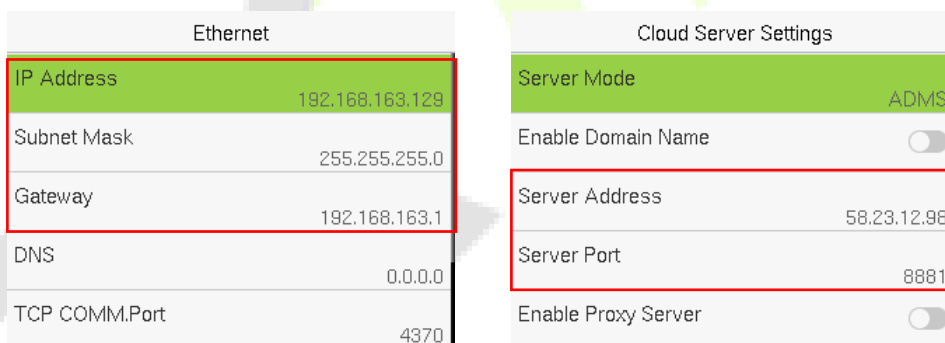 Ethernet
IP Address
192.168.163.129
Subnet Mask
255.255.255.0
Gateway
192.168.163.1
DNS
0.0.0.0
TCP COMM.Port
4370
Cloud Server Settings
Server Mode
ADMS
Enable Domain Name
Server Address
58.23.12.98
Server Port
8881
Enable Proxy Server